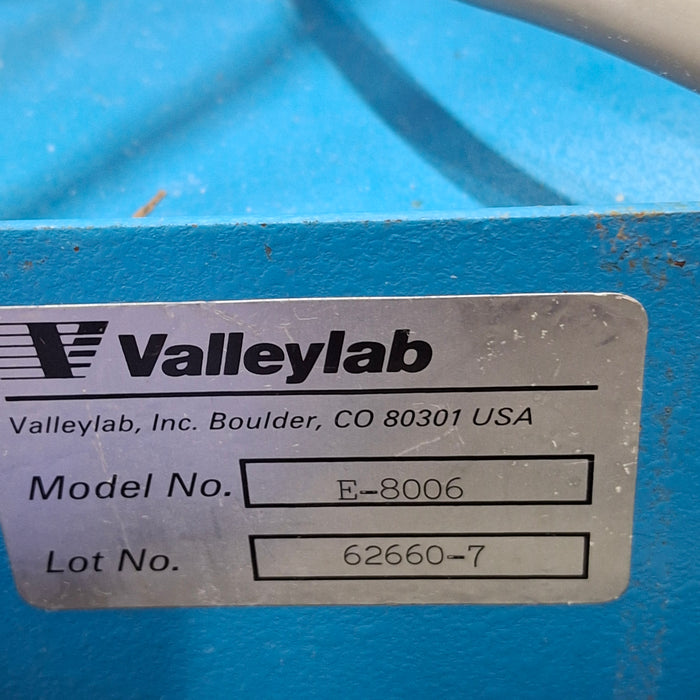 Valleylab
Valleylab, Inc. Boulder, CO 80301 USA
Model No. E-8006
Lot No. 62660-7